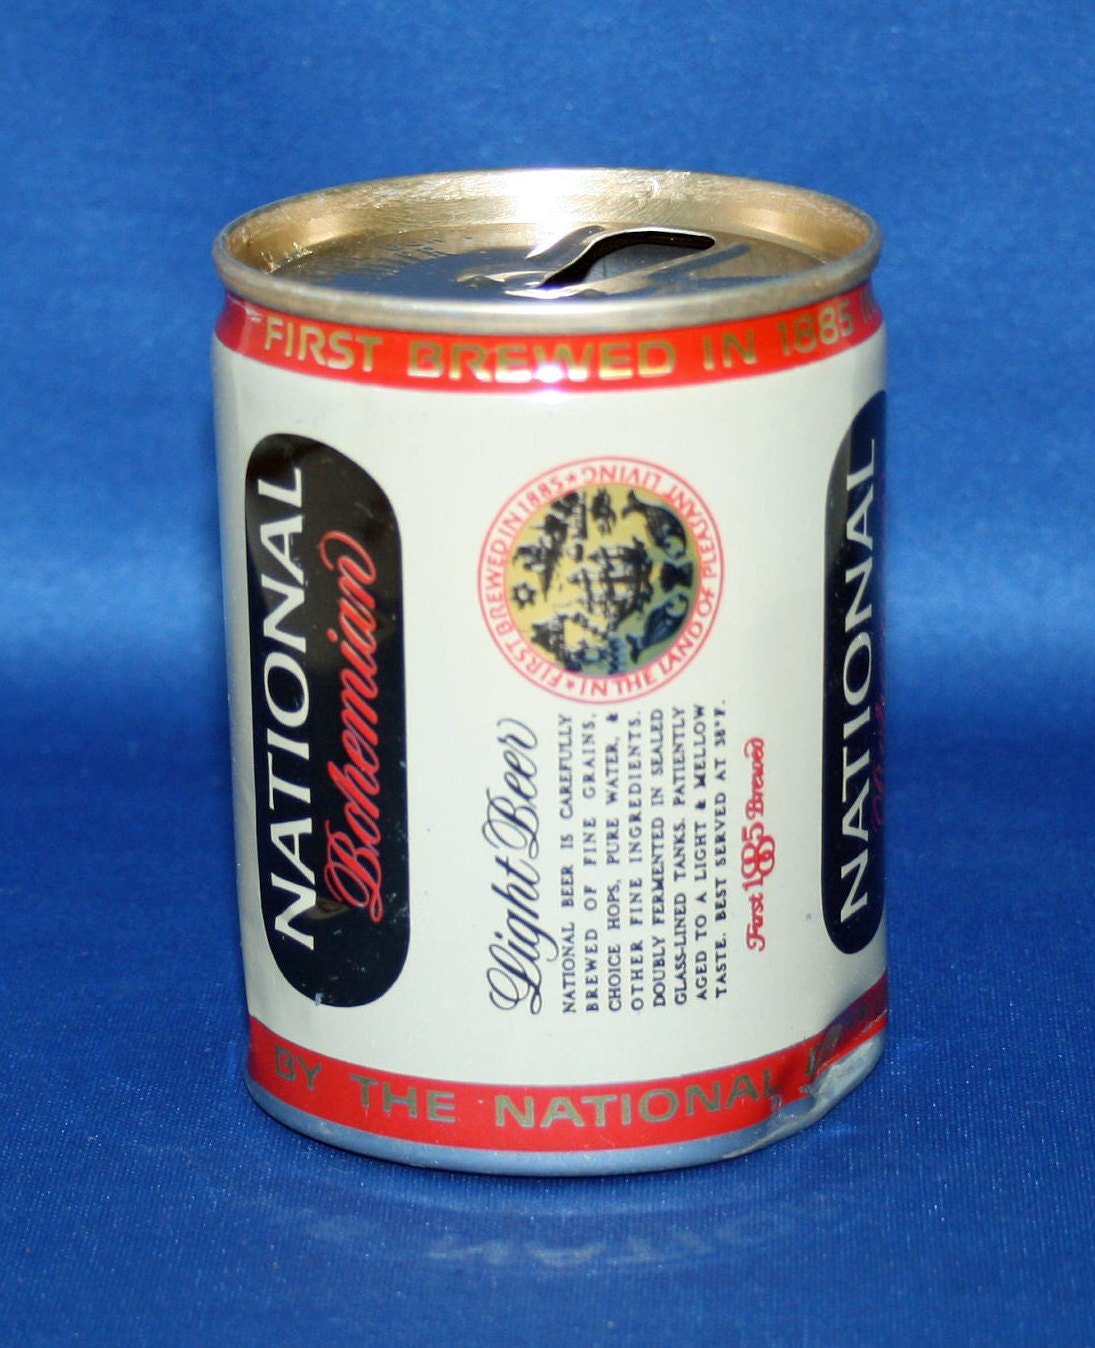 FIRST BREWED IN 1885
NATIONAL
Bohemian
★ FIRST BREWED IN 1885 ★
IN THE LAND OF PLEASANT LIVING
Light Beer
NATIONAL BEER IS CAREFULLY
BREWED OF FINE GRAINS,
CHOICE HOPS, PURE WATER, &
OTHER FINE INGREDIENTS.
DOUBLY FERMENTED IN SEALED
GLASS-LINED TANKS. PATIENTLY
AGED TO A LIGHT & MELLOW
TASTE. BEST SERVED AT 38°F.
First 1885 Brewed
NATIONAL
BY THE NATIONAL